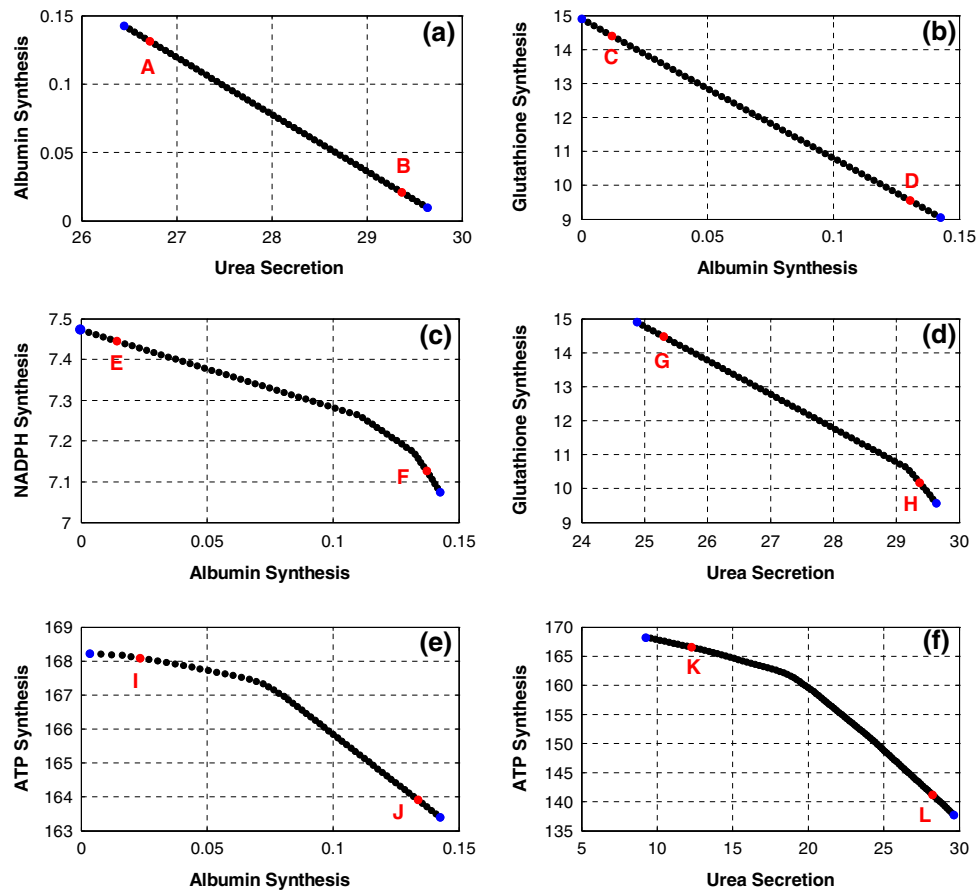 (a)
Albumin Synthesis
0.15
0.1
0.05
0
A
B
26 27 28 29 30
Urea Secretion
(b)
Glutathione Synthesis
15
14
13
12
11
10
9
C
D
0 0.05 0.1 0.15
Albumin Synthesis
(c)
NADPH Synthesis
7.5
7.4
7.3
7.2
7.1
7
E
F
0 0.05 0.1 0.15
Albumin Synthesis
(d)
Glutathione Synthesis
15
14
13
12
11
10
9
G
H
24 25 26 27 28 29 30
Urea Secretion
(e)
ATP Synthesis
169
168
167
166
165
164
163
I
J
0 0.05 0.1 0.15
Albumin Synthesis
(f)
ATP Synthesis
170
165
160
155
150
145
140
135
K
L
5 10 15 20 25 30
Urea Secretion